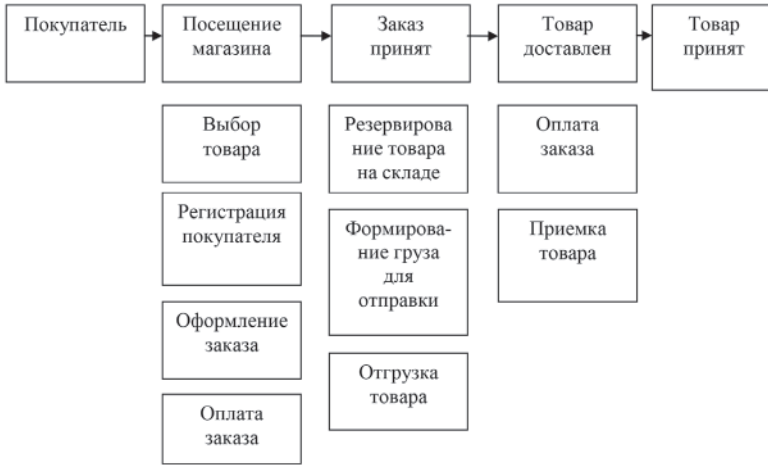 Покупатель
Посещение
магазина
Заказ
принят
Товар
доставлен
Товар
принят
Выбор
товара
Регистрация
покупателя
Оформление
заказа
Оплата
заказа
Резервирова
ние товара
на складе
Формирова-
ние груза
для
отправки
Отгрузка
товара
Оплата
заказа
Приемка
товара